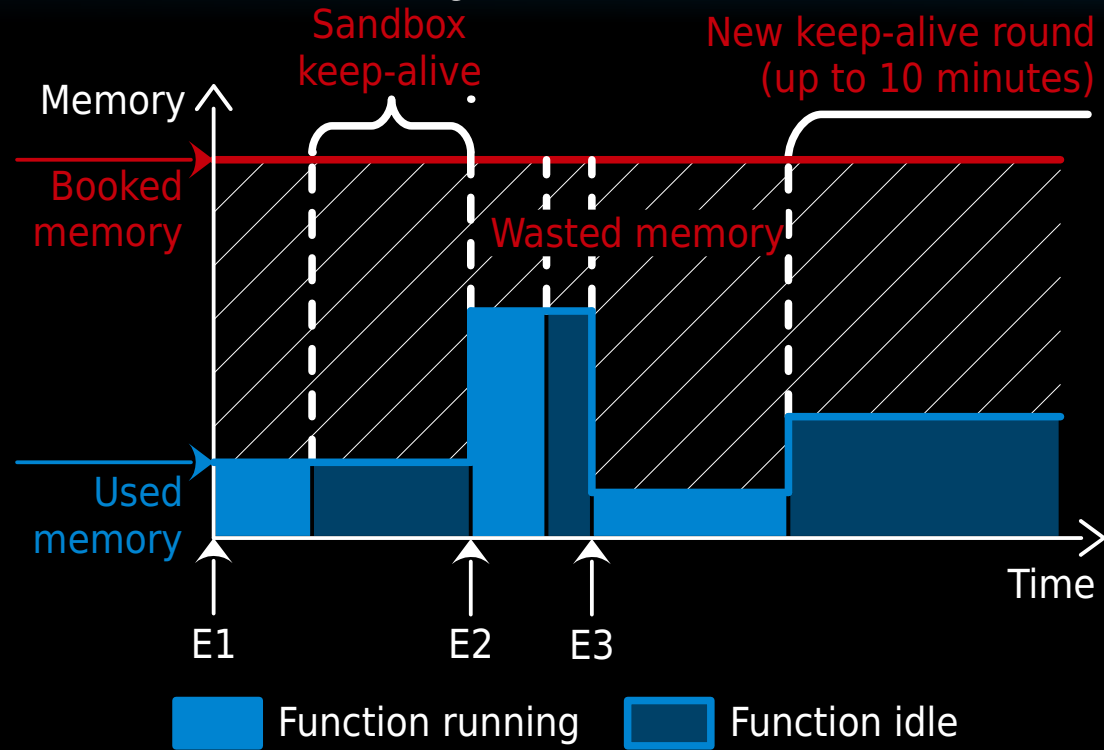 Sandbox
keep-alive
New keep-alive round
(up to 10 minutes)
Memory
Booked
memory
Wasted memory
Used
memory
Time
E1
E2
E3
Function running
Function idle